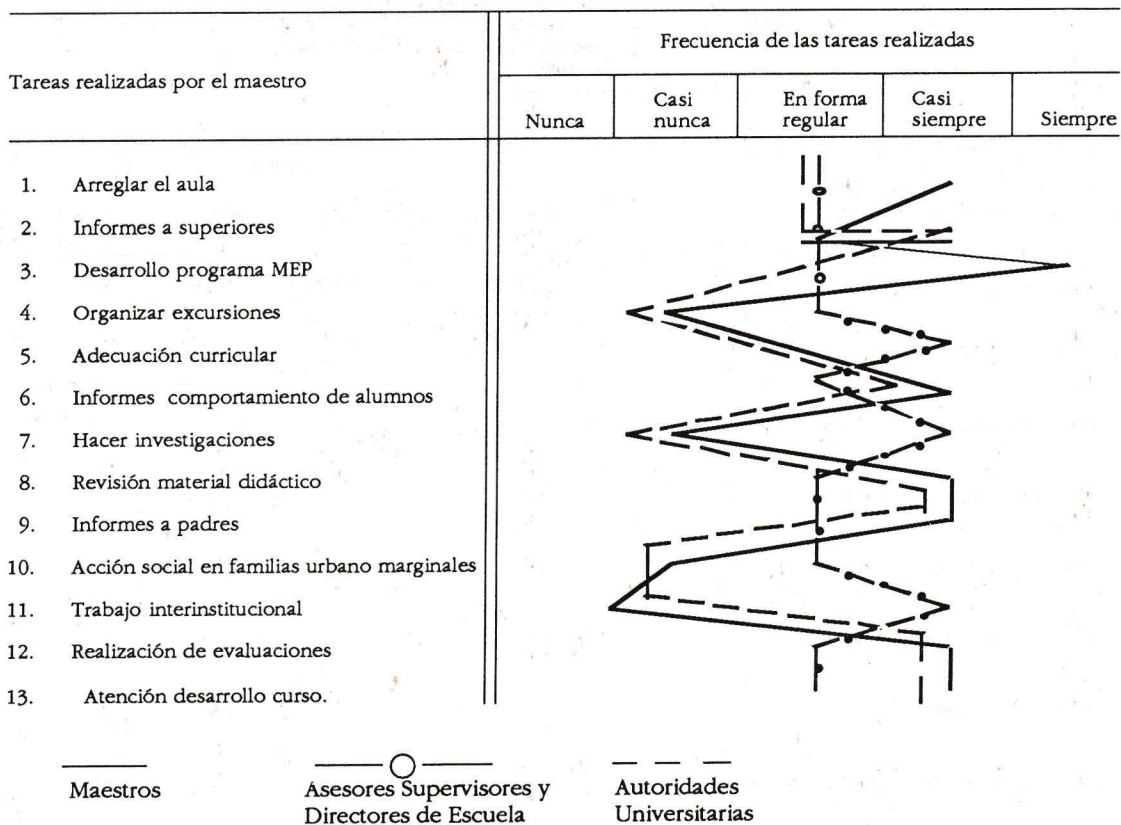 Frecuencia de las tareas realizadas
Tareas realizadas por el maestro
Nunca
Casi
nunca
En forma
regular
Casi
siempre
Siempre
1. Arreglar el aula
2. Informes a superiores
3. Desarrollo programa MEP
4. Organizar excursiones
5. Adecuación curricular
6. Informes comportamiento de alumnos
7. Hacer investigaciones
8. Revisión material didáctico
9. Informes a padres
10. Acción social en familias urbano marginales
11. Trabajo interinstitucional
12. Realización de evaluaciones
13. Atención desarrollo curso.
Maestros
Asesores Supervisores y
Directores de Escuela
Autoridades
Universitarias